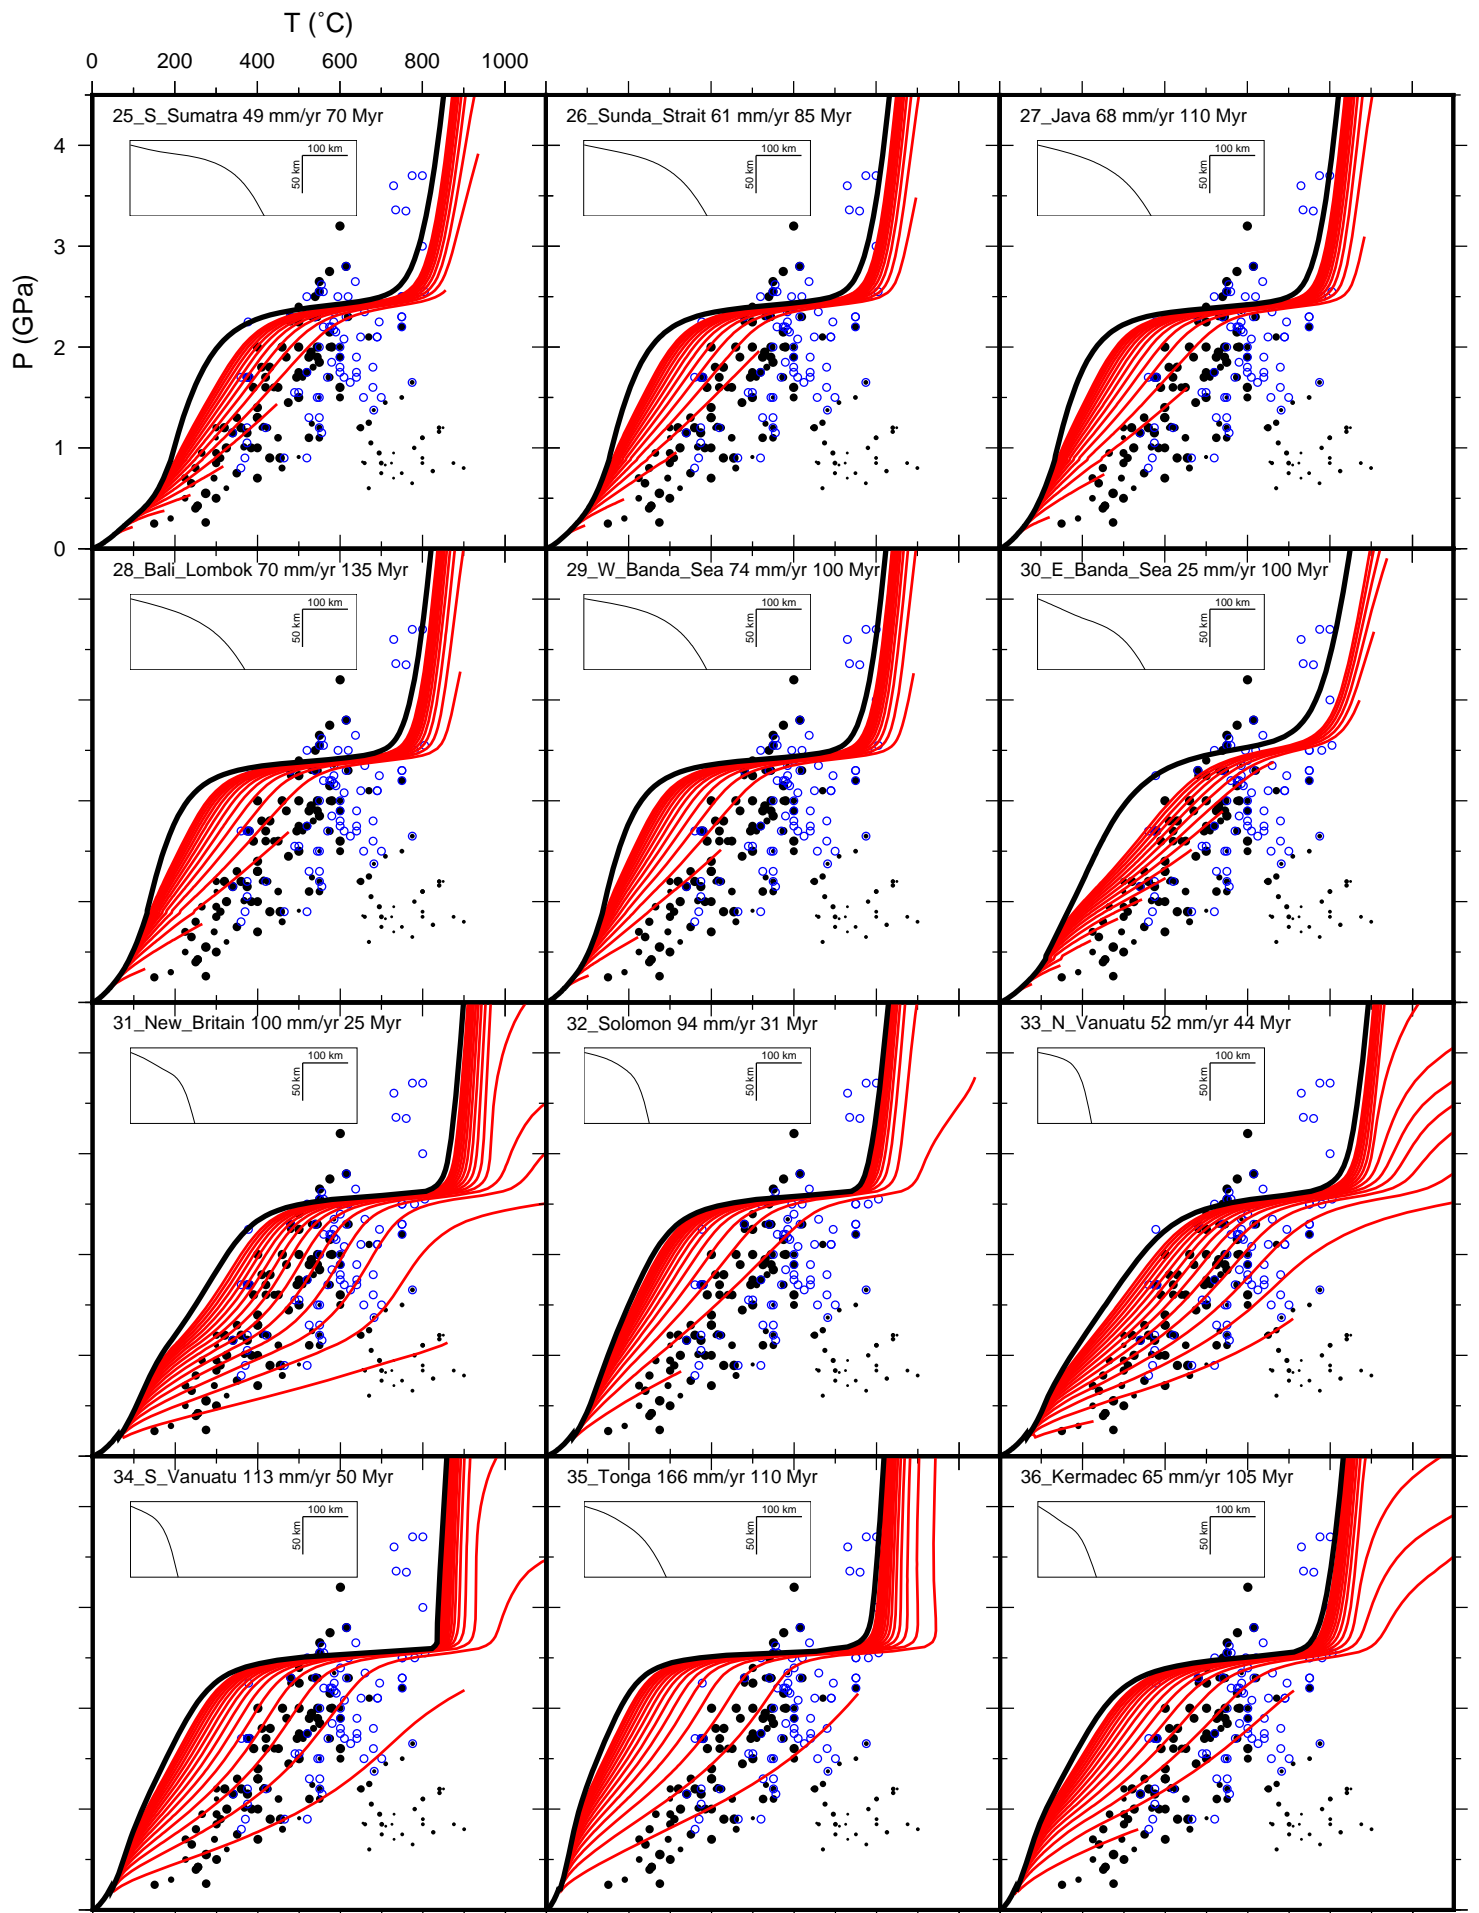 T (˚C)
0 200 400 600 800 1000
P (GPa)
4
3
2
1
0
25_S_Sumatra 49 mm/yr 70 Myr
100 km
50 km
26_Sunda_Strait 61 mm/yr 85 Myr
100 km
50 km
27_Java 68 mm/yr 110 Myr
100 km
50 km
28_Bali_Lombok 70 mm/yr 135 Myr
100 km
50 km
29_W_Banda_Sea 74 mm/yr 100 Myr
100 km
50 km
30_E_Banda_Sea 25 mm/yr 100 Myr
100 km
50 km
31_New_Britain 100 mm/yr 25 Myr
100 km
50 km
32_Solomon 94 mm/yr 31 Myr
100 km
50 km
33_N_Vanuatu 52 mm/yr 44 Myr
100 km
50 km
34_S_Vanuatu 113 mm/yr 50 Myr
100 km
50 km
35_Tonga 166 mm/yr 110 Myr
100 km
50 km
36_Kermadec 65 mm/yr 105 Myr
100 km
50 km